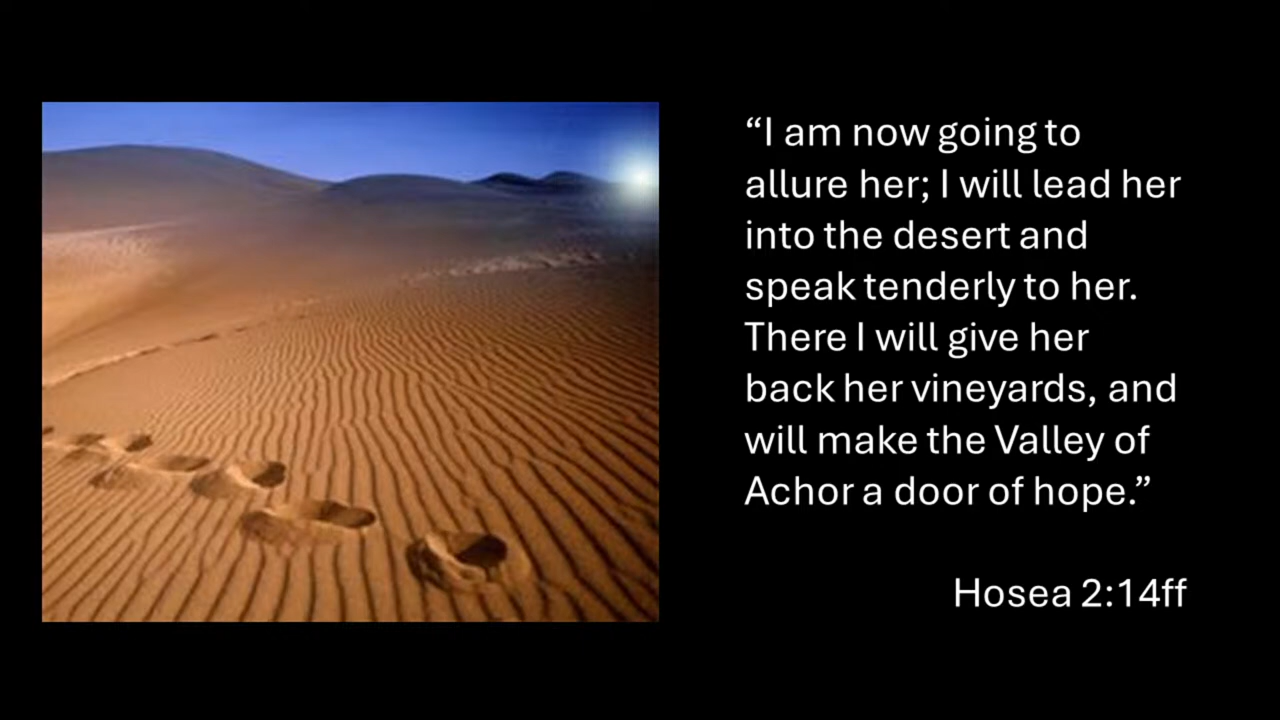 “I am now going to
allure her; I will lead her
into the desert and
speak tenderly to her.
There I will give her
back her vineyards, and
will make the Valley of
Achor a door of hope.”
Hosea 2:14ff